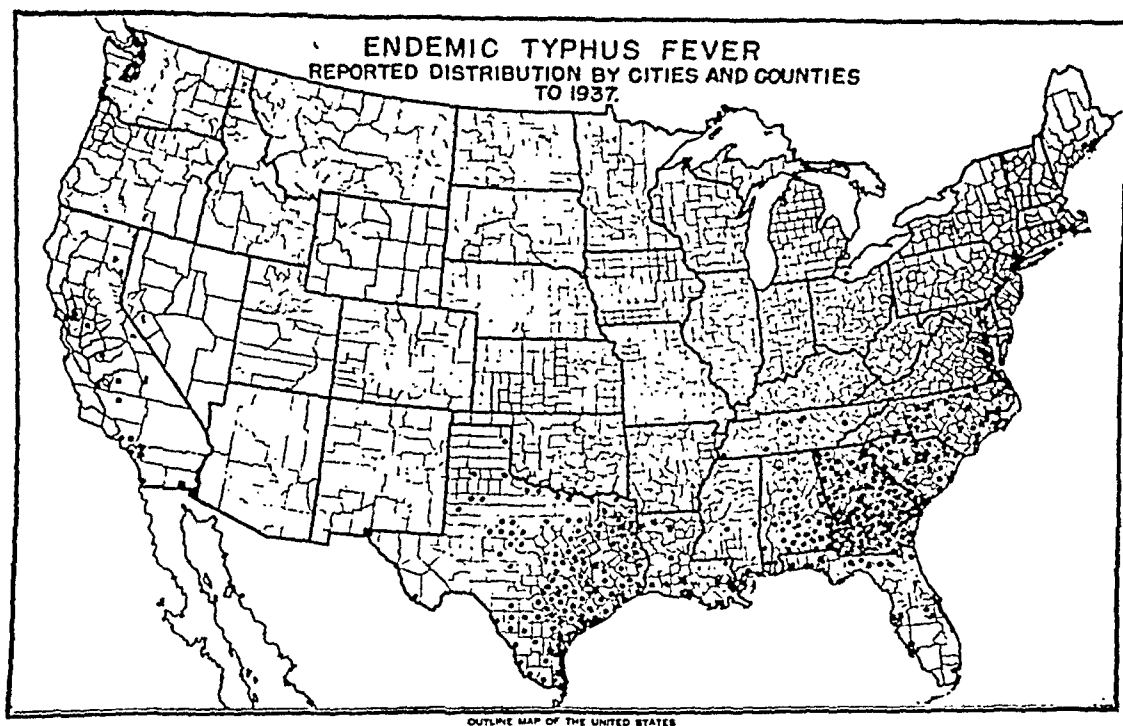 ENDEMIC TYPHUS FEVER
REPORTED DISTRIBUTION BY CITIES AND COUNTIES
TO 1937.
OUTLINE MAP OF THE UNITED STATES